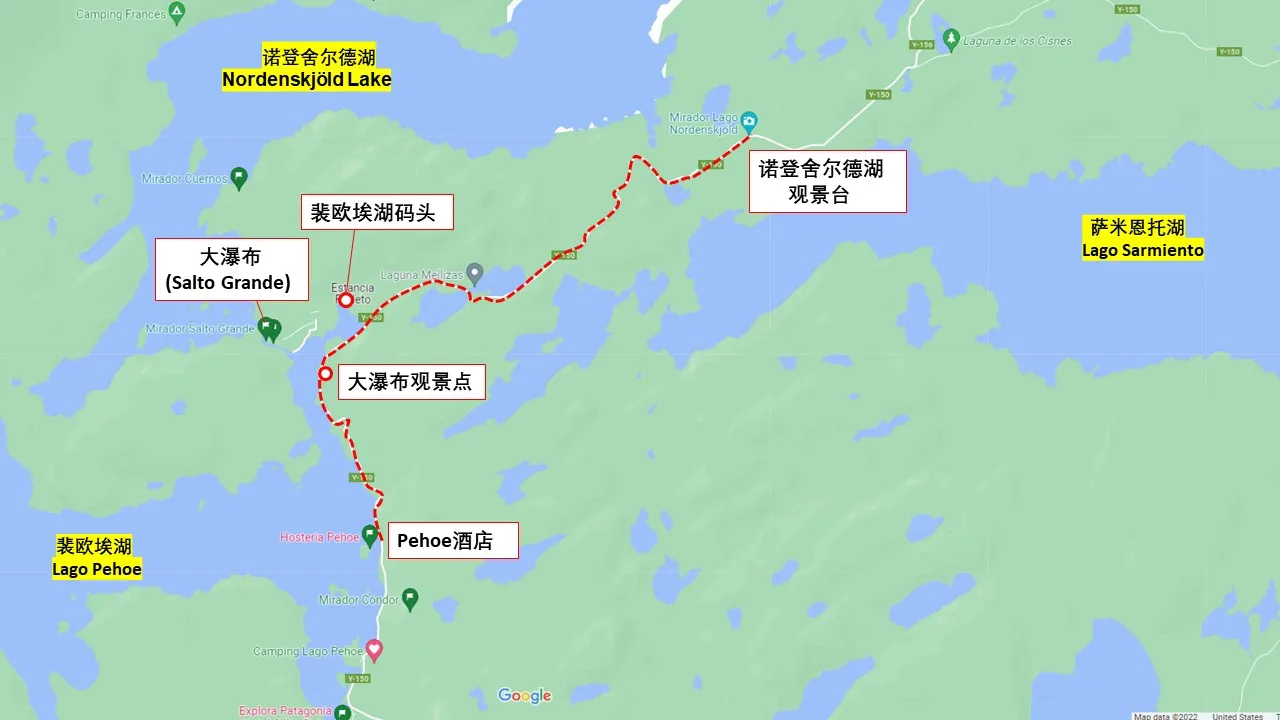 Camping Francés
诺登舍尔德湖
Nordenskjöld Lake
Y-150
Y-156
Laguna de los Cisnes
Y-150
Y-150
Mirador Lago
Nordenskjöld
Y-150
诺登舍尔德湖
观景台
Mirador Cuernos
裴欧埃湖码头
萨米恩托湖
Lago Sarmiento
大瀑布
(Salto Grande)
Y-150
Laguna Mellizas
Estancia
Y-150
Mirador Salto Grande
大瀑布观景点
Y-150
Hosteria Pehoe
Pehoe酒店
裴欧埃湖
Lago Pehoe
Mirador Cóndor
Camping Lago Pehoe
Y-150
Google
Explora Patagonia
Map data ©2022
United States